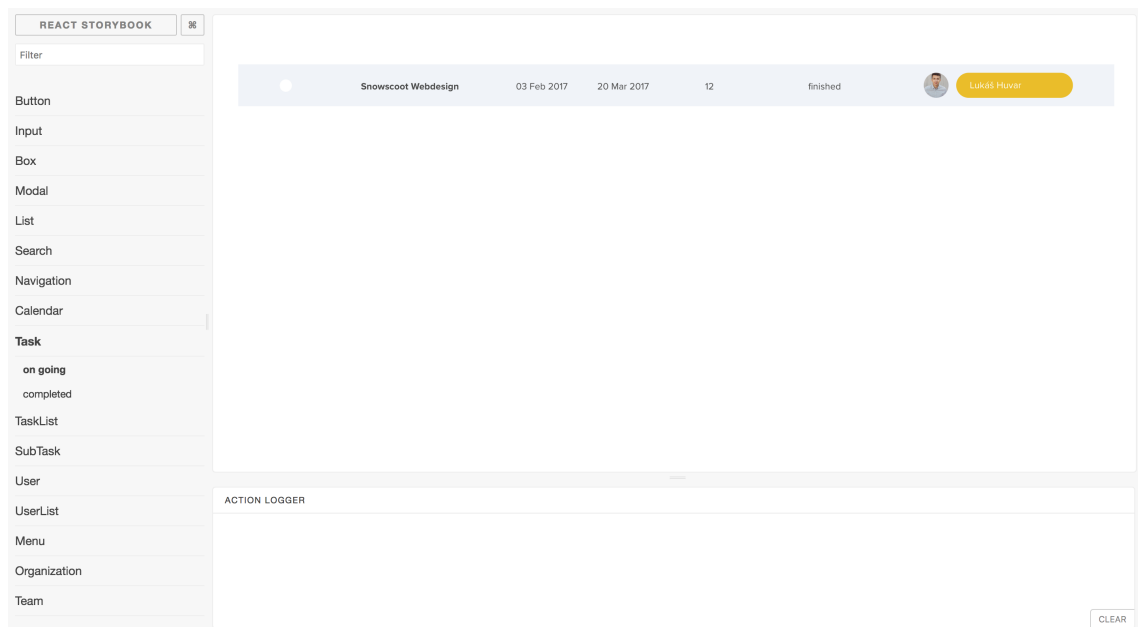 REACT STORYBOOK ⌘
Filter
Button
Input
Box
Modal
List
Search
Navigation
Calendar
Task
on going
completed
TaskList
SubTask
User
UserList
Menu
Organization
Team
Snowscoot Webdesign 03 Feb 2017 20 Mar 2017 12 finished Lukáš Huvar
ACTION LOGGER
CLEAR